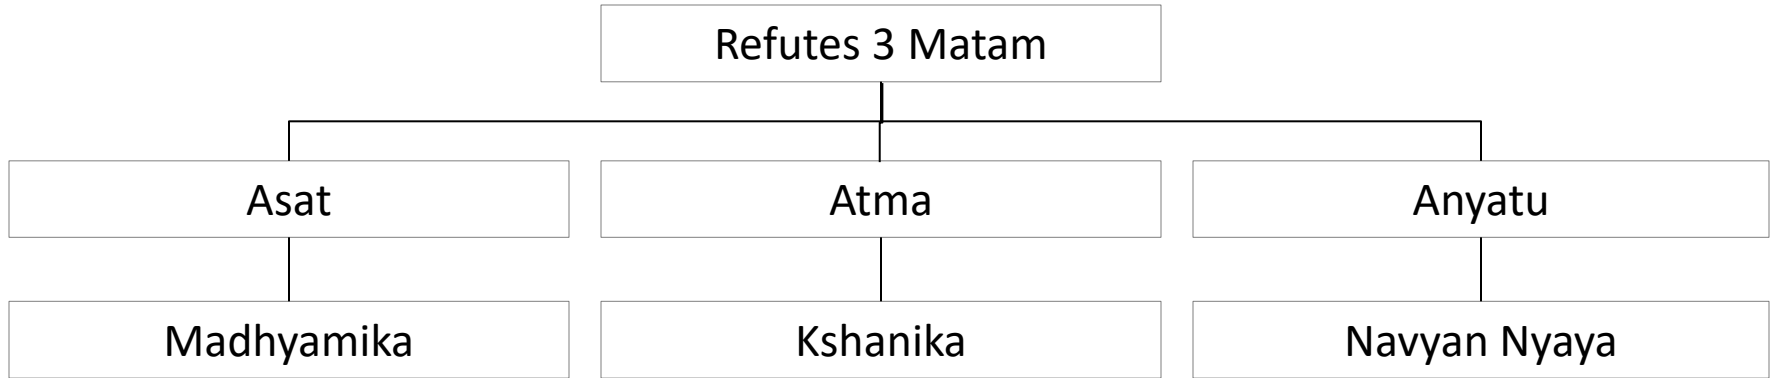 Refutes 3 Matam
Asat
Atma
Anyatu
Madhyamika
Kshanika
Navyan Nyaya